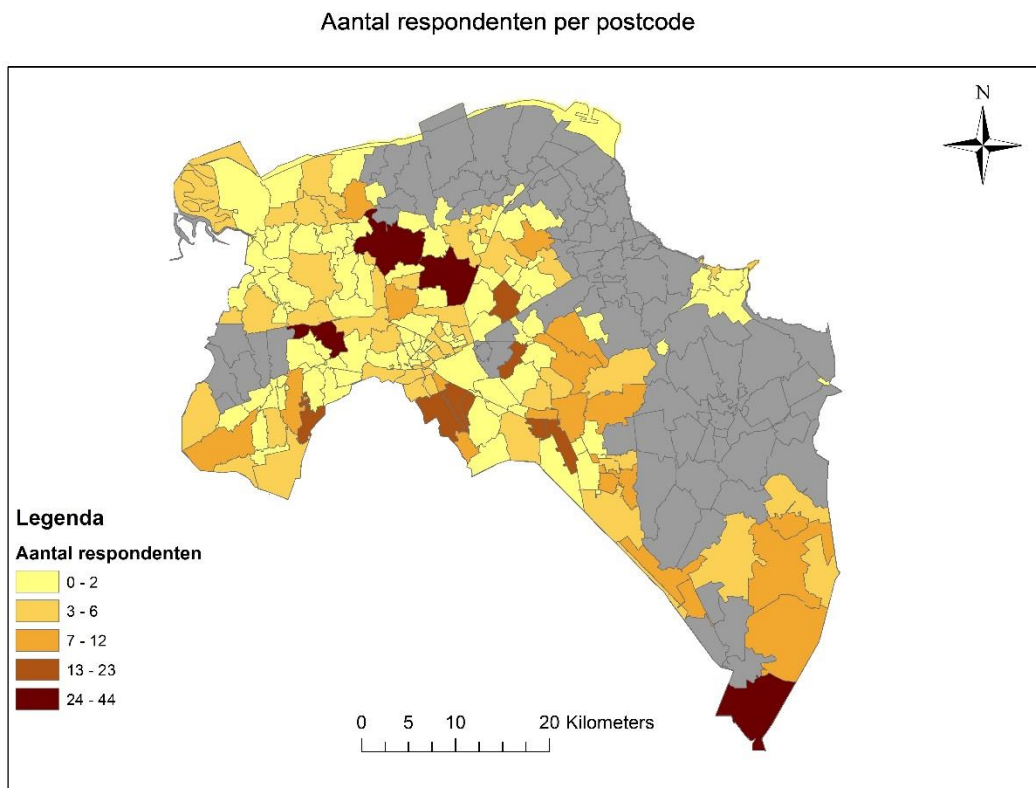 Aantal respondenten per postcode
N
Legenda
Aantal respondenten
0 - 2
3 - 6
7 - 12
13 - 23
24 - 44
0 5 10 20 Kilometers